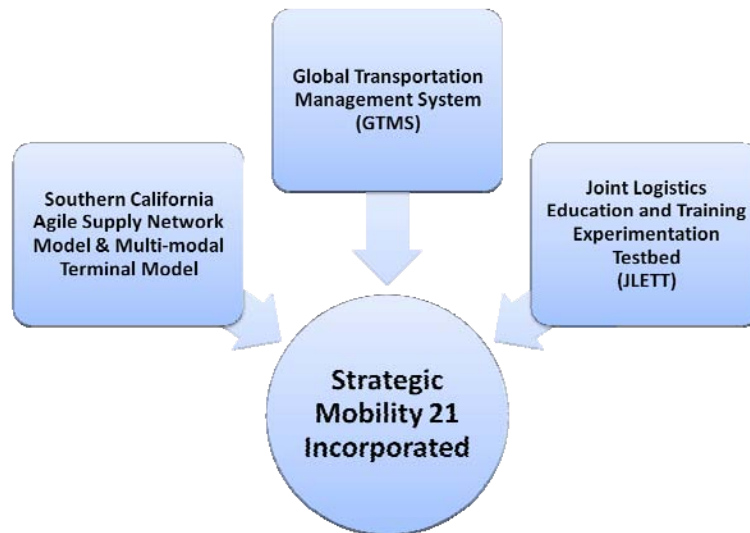 Global Transportation
Management System
(GTMS)
Southern California
Agile Supply Network
Model & Multi-modal
Terminal Model
Joint Logistics
Education and Training
Experimentation
Testbed
(JLETT)
Strategic
Mobility 21
Incorporated